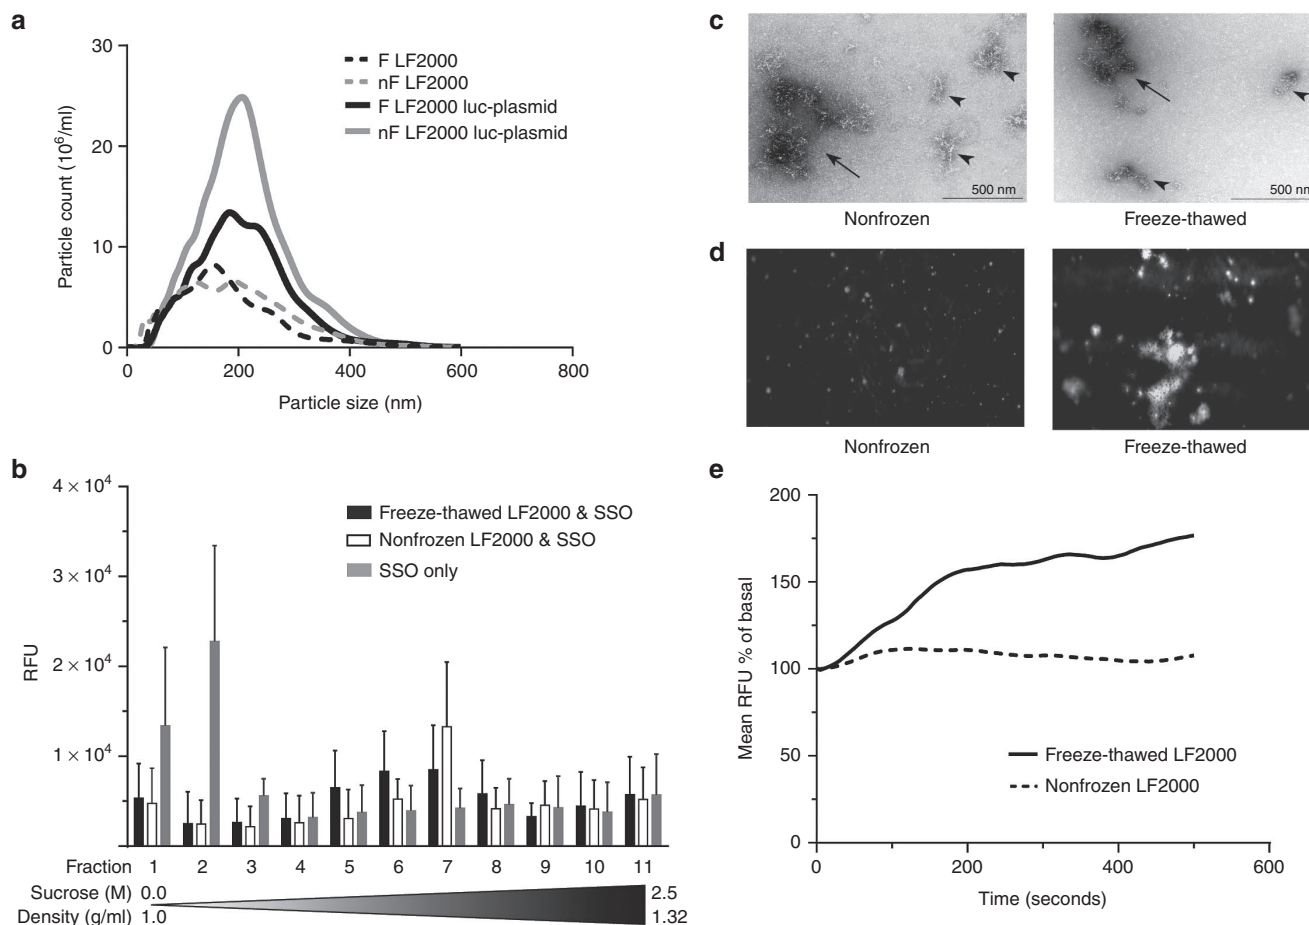 a
30
20
10
0
Particle count (10⁶/ml)
0 200 400 600 800
Particle size (nm)
F LF2000
nF LF2000
F LF2000 luc-plasmid
nF LF2000 luc-plasmid
b
4 × 10⁴
3 × 10⁴
2 × 10⁴
1 × 10⁴
RFU
Freeze-thawed LF2000 & SSO
Nonfrozen LF2000 & SSO
SSO only
Fraction 1 2 3 4 5 6 7 8 9 10 11
Sucrose (M) 0.0 2.5
Density (g/ml) 1.0 1.32
c
500 nm
500 nm
Nonfrozen Freeze-thawed
d
Nonfrozen Freeze-thawed
e
200
150
100
50
0
Mean RFU % of basal
Freeze-thawed LF2000
Nonfrozen LF2000
0 200 400 600
Time (seconds)